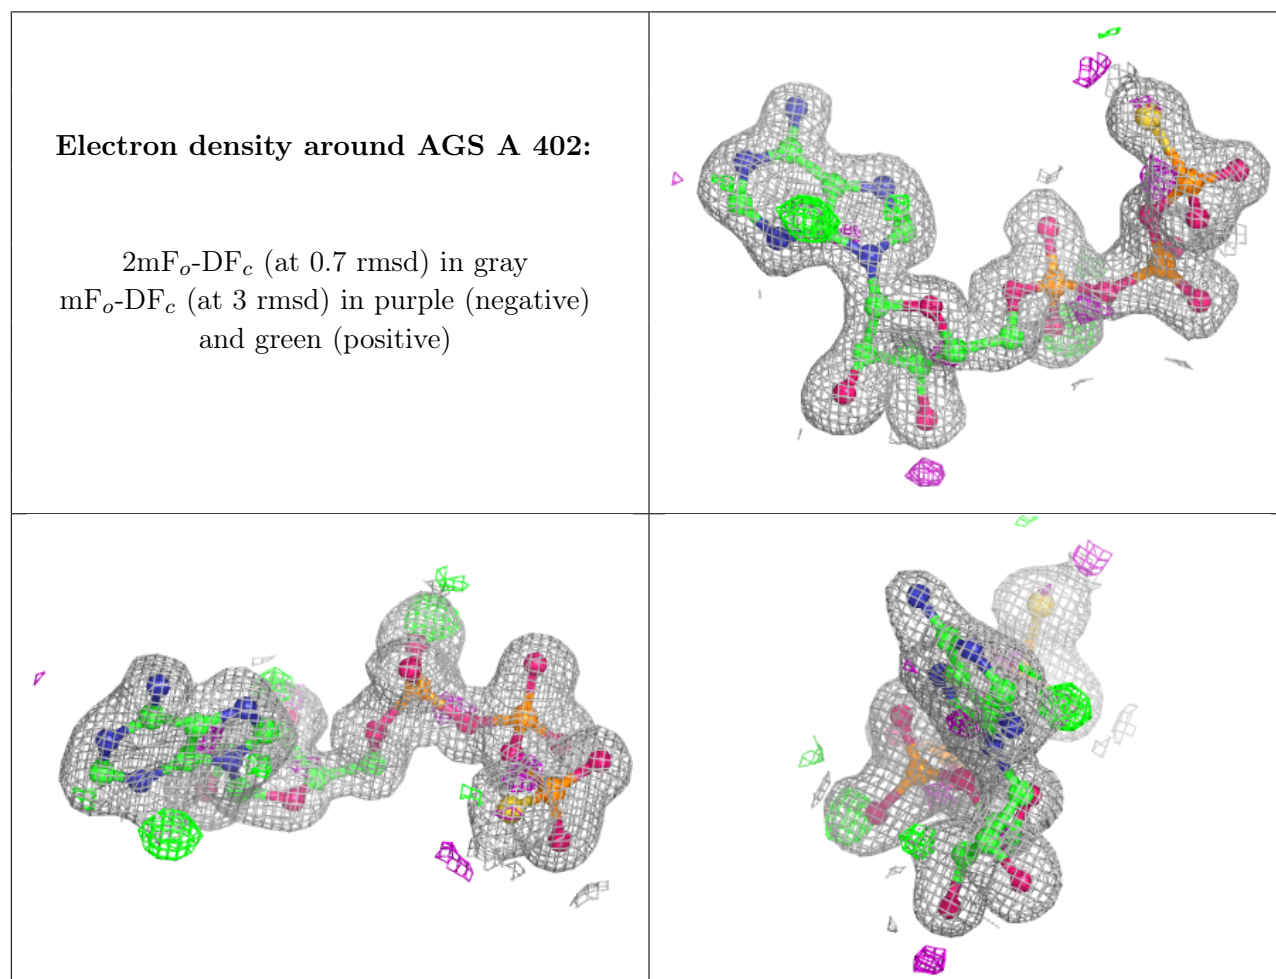 Electron density around AGS A 402:
2mFo-DFc (at 0.7 rmsd) in gray
mFo-DFc (at 3 rmsd) in purple (negative)
and green (positive)